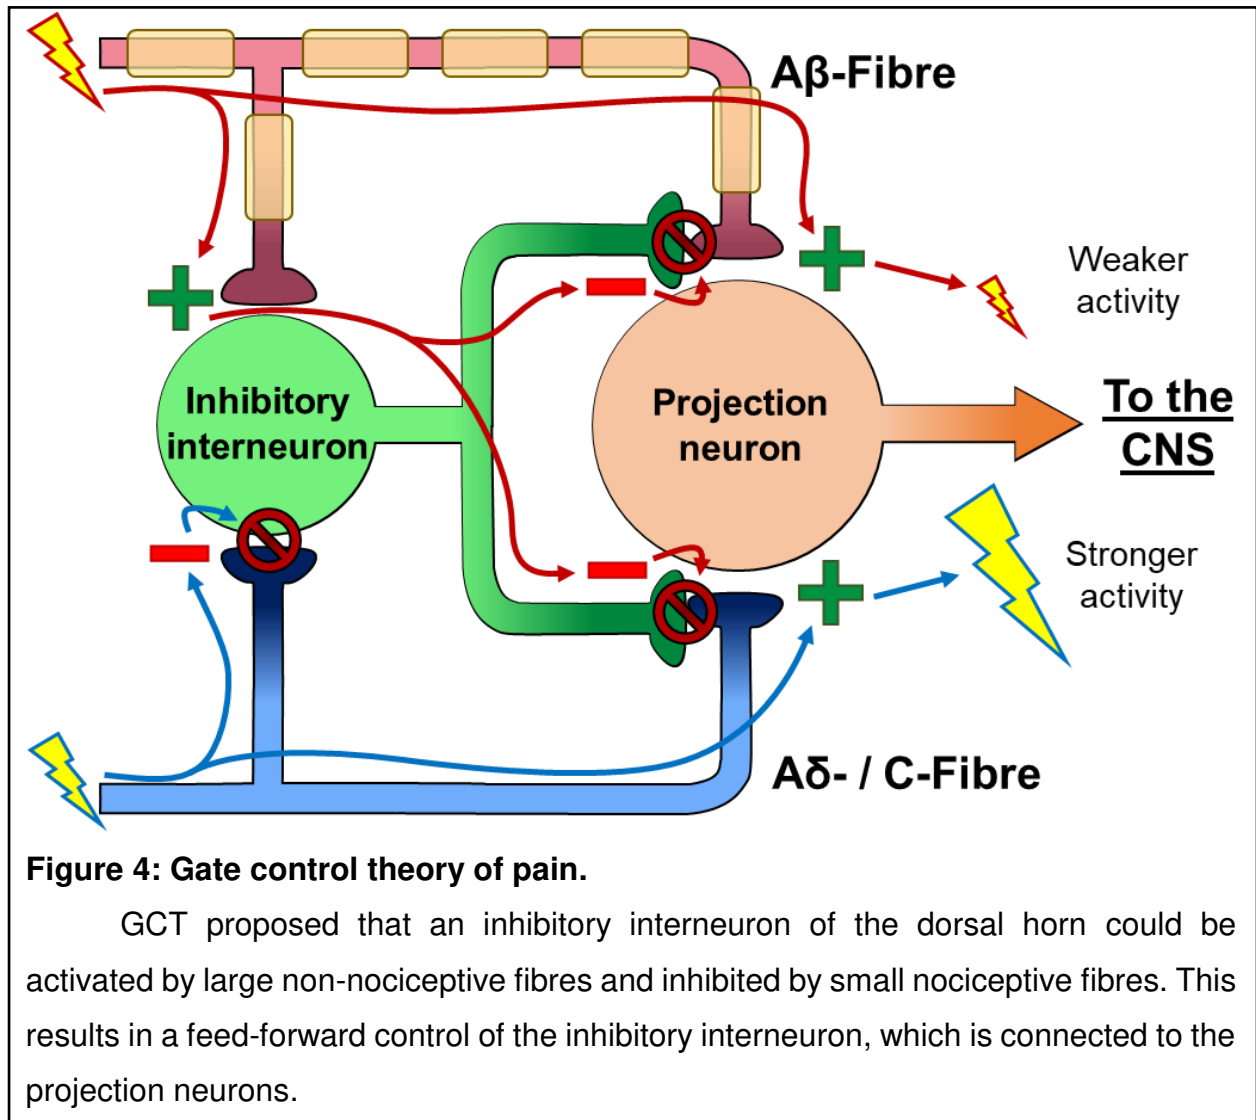 Aβ-Fibre
Weaker
activity
Inhibitory
interneuron
Projection
neuron
To the
CNS
Stronger
activity
Aδ- / C-Fibre
Figure 4: Gate control theory of pain.
GCT proposed that an inhibitory interneuron of the dorsal horn could be
activated by large non-nociceptive fibres and inhibited by small nociceptive fibres. This
results in a feed-forward control of the inhibitory interneuron, which is connected to the
projection neurons.